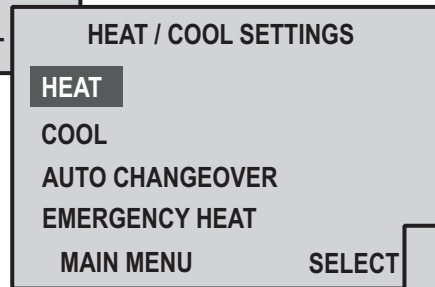 HEAT / COOL SETTINGS
HEAT
COOL
AUTO CHANGEOVER
EMERGENCY HEAT
MAIN MENU SELECT